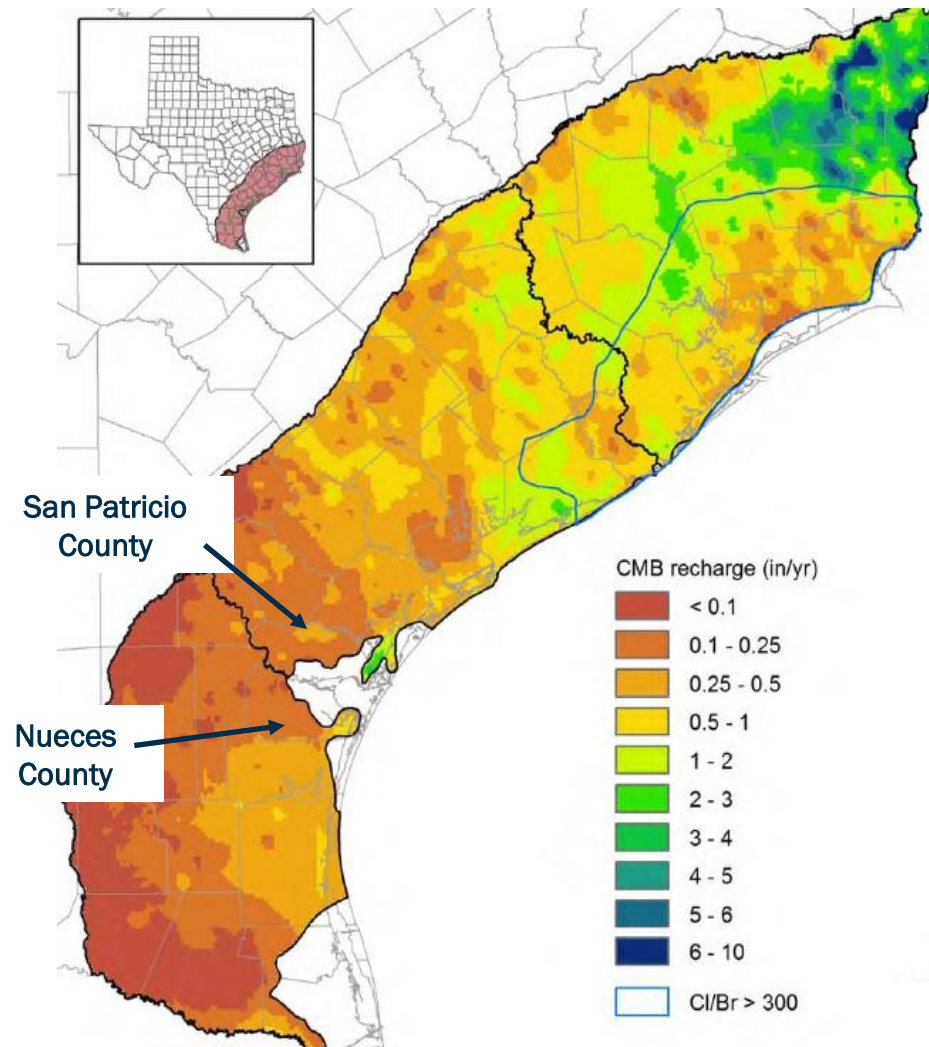 San Patricio
County
Nueces
County
CMB recharge (in/yr)
< 0.1
0.1 - 0.25
0.25 - 0.5
0.5 - 1
1 - 2
2 - 3
3 - 4
4 - 5
5 - 6
6 - 10
Cl/Br > 300